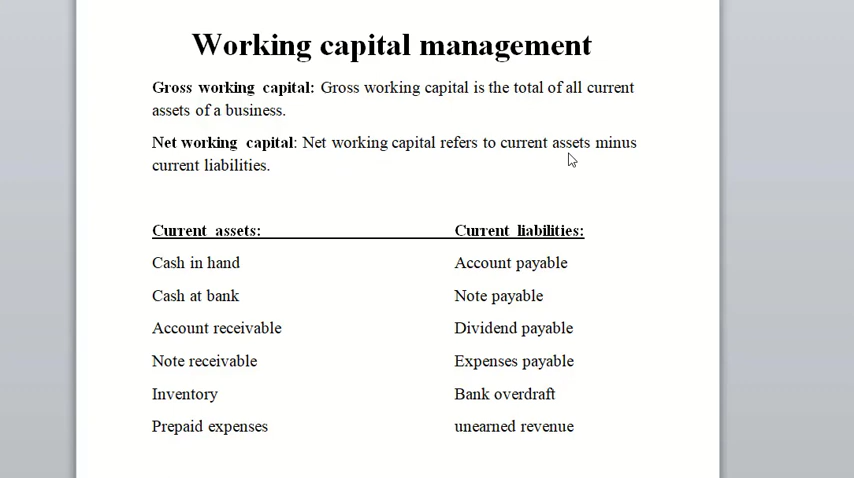 Working capital management
Gross working capital: Gross working capital is the total of all current
assets of a business.
Net working capital: Net working capital refers to current assets minus
current liabilities.
Current assets: Current liabilities:
Cash in hand Account payable
Cash at bank Note payable
Account receivable Dividend payable
Note receivable Expenses payable
Inventory Bank overdraft
Prepaid expenses unearned revenue